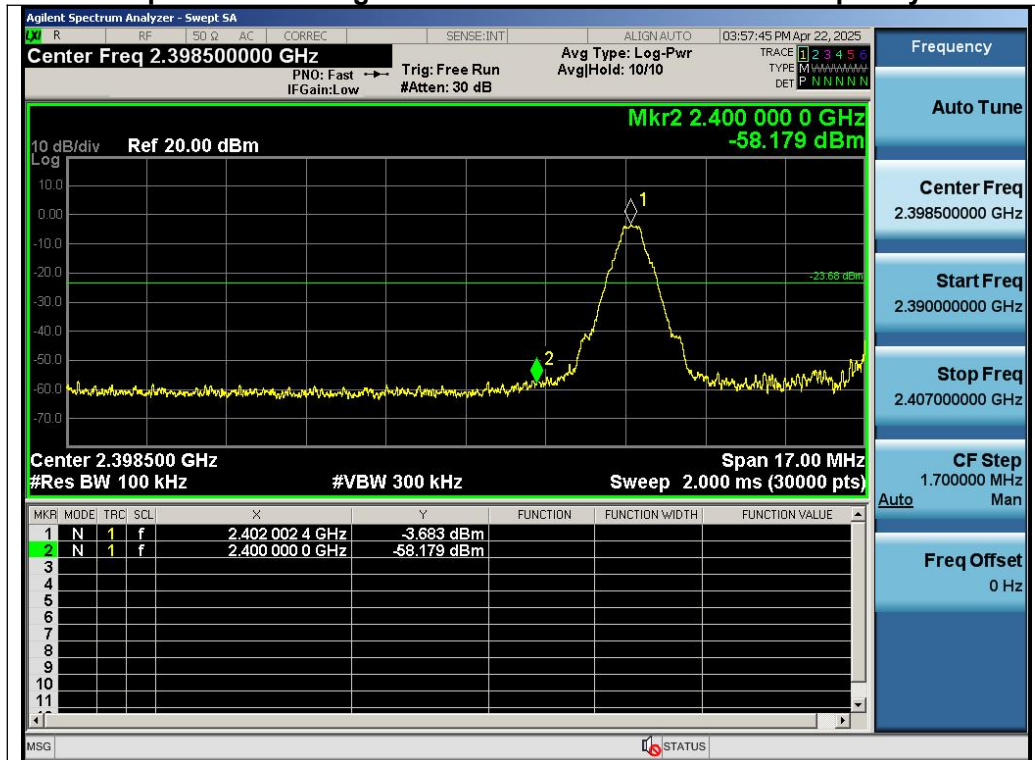 Agilent Spectrum Analyzer - Swept SA
LXI R RF 50 Ω AC CORREC SENSE:INT ALIGN AUTO 03:57:45 PM Apr 22, 2025
Center Freq 2.398500000 GHz
PNO: Fast
IFGain:Low
Trig: Free Run
#Atten: 30 dB
Avg Type: Log-Pwr
Avg|Hold: 10/10
TRACE 1 2 3 4 5 6
TYPE M WWWWW
DET P N N N N N
Mkr2 2.400 000 0 GHz
-58.179 dBm
10 dB/div Ref 20.00 dBm
Log
10.0
0.00
-10.0
-20.0
-30.0
-40.0
-50.0
-60.0
-70.0
1
-23.68 dBm
2
Center 2.398500 GHz Span 17.00 MHz
#Res BW 100 kHz #VBW 300 kHz Sweep 2.000 ms (30000 pts)
MKR MODE TRC SCL X Y FUNCTION FUNCTION WIDTH FUNCTION VALUE
1 N 1 f 2.402 002 4 GHz -3.683 dBm
2 N 1 f 2.400 000 0 GHz -58.179 dBm
3
4
5
6
7
8
9
10
11
MSG STATUS
Frequency
Auto Tune
Center Freq
2.398500000 GHz
Start Freq
2.390000000 GHz
Stop Freq
2.407000000 GHz
CF Step
1.700000 MHz
Auto Man
Freq Offset
0 Hz